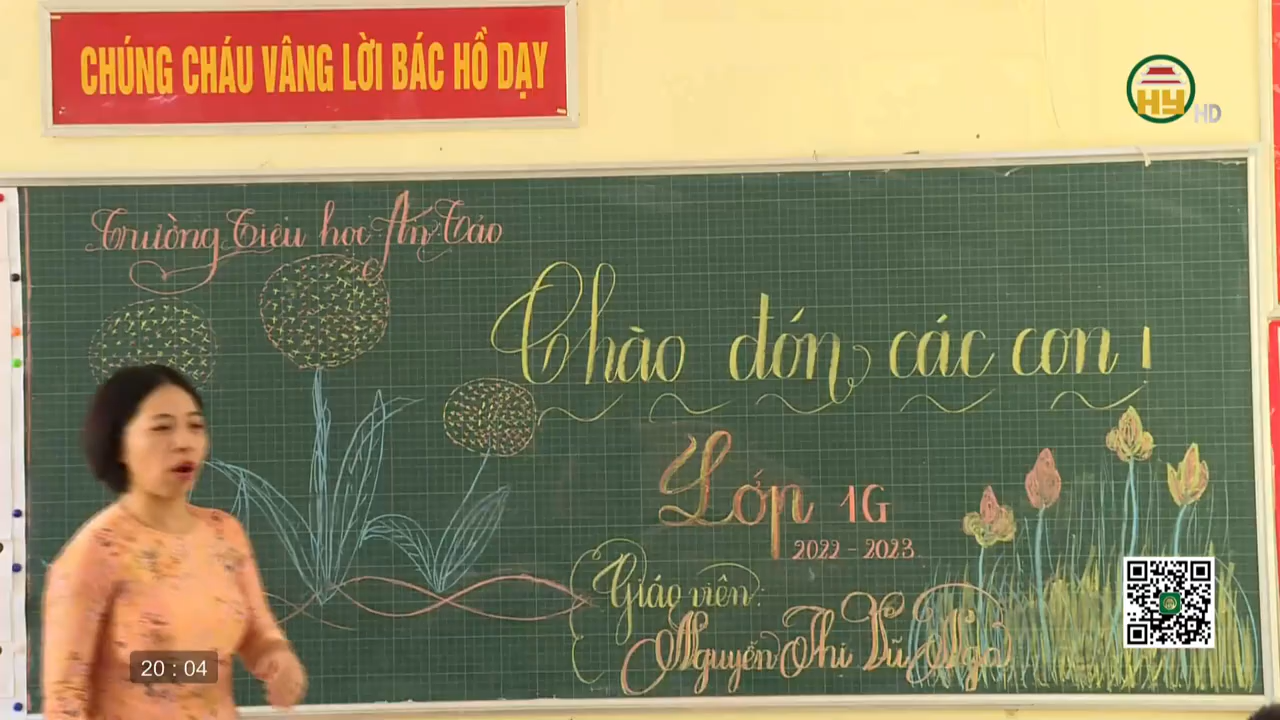 CHÚNG CHÁU VÂNG LỜI BÁC HỒ DẠY
HY HD
Trường Tiểu học An Tảo
Chào đón các con !
Lớp 1G
2022 - 2023
Giáo viên:
Nguyễn Thị Vũ Nga
20 : 04